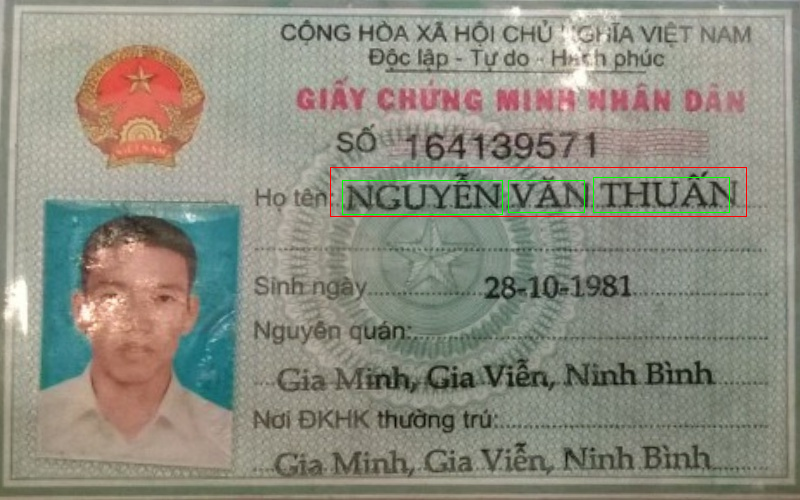 CỘNG HÒA XÃ HỘI CHỦ NGHĨA VIỆT NAM
Độc lập - Tự do - Hạnh phúc
GIẤY CHỨNG MINH NHÂN DÂN
SỐ 164139571
Họ tên: NGUYỄN VĂN THUẤN
Sinh ngày 28-10-1981
Nguyên quán:
Gia Minh, Gia Viễn, Ninh Bình
Nơi ĐKHK thường trú:
Gia Minh, Gia Viễn, Ninh Bình
VIỆT NAM